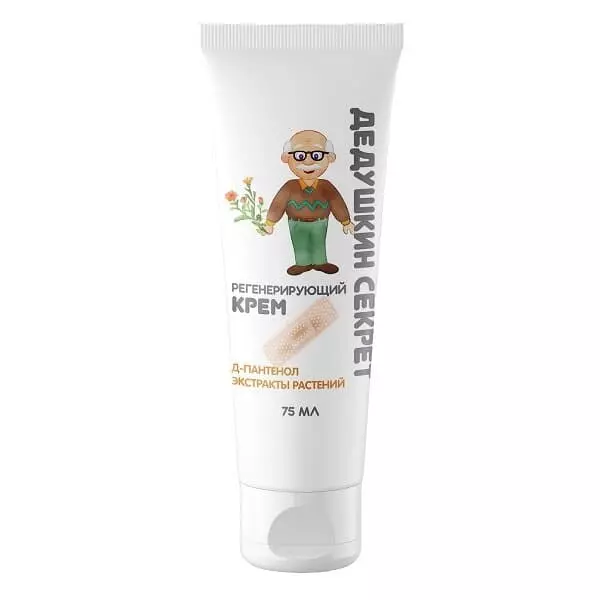 ДЕДУШКИН СЕКРЕТ
РЕГЕНЕРИРУЮЩИЙ
КРЕМ
Д-ПАНТЕНОЛ
ЭКСТРАКТЫ РАСТЕНИЙ
75 МЛ